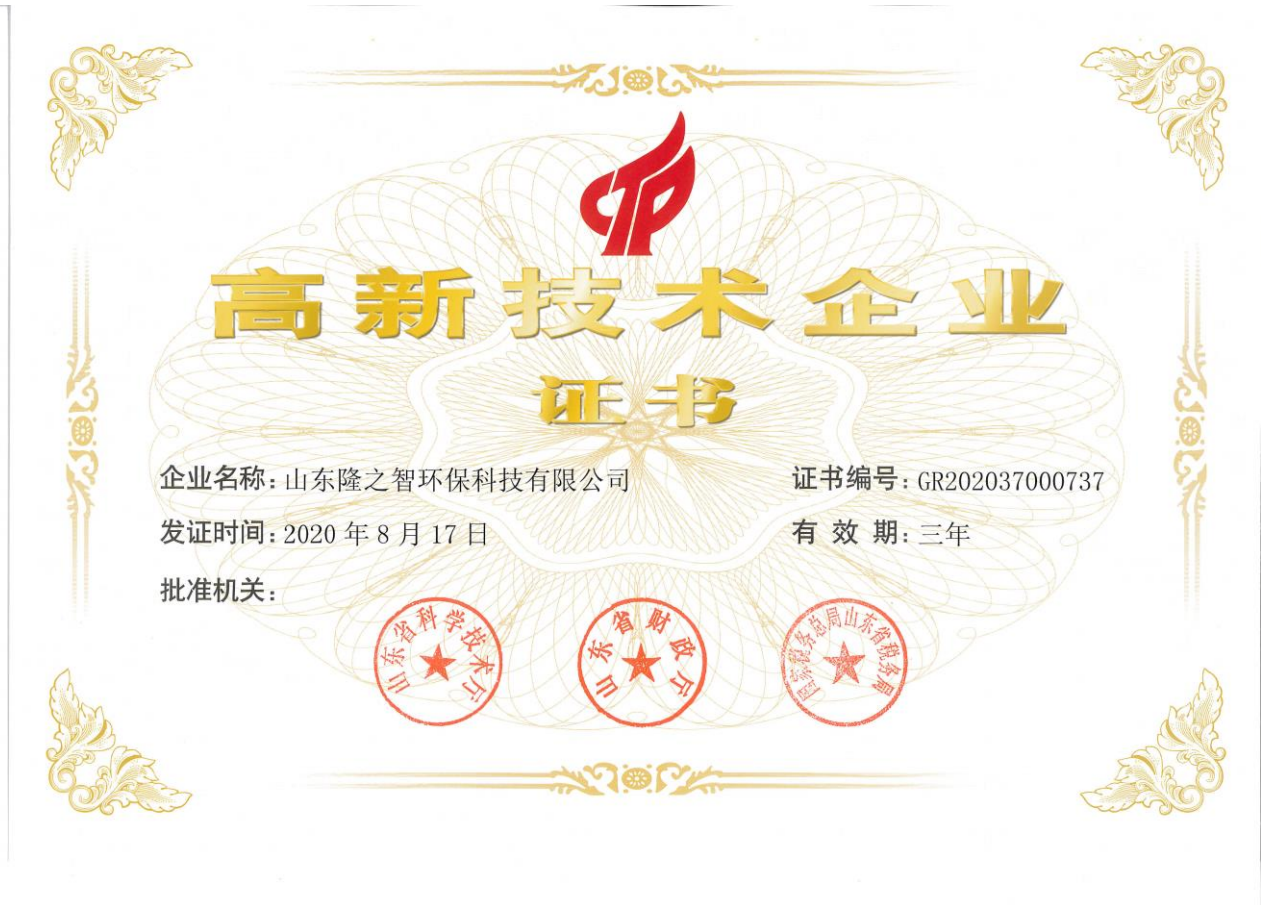 高新技术企业
证书
企业名称：山东隆之智环保科技有限公司
证书编号：GR202037000737
发证时间：2020 年 8 月 17 日
有 效 期：三年
批准机关：
山东省科学技术厅
山东省财政厅
国家税务总局山东省税务局